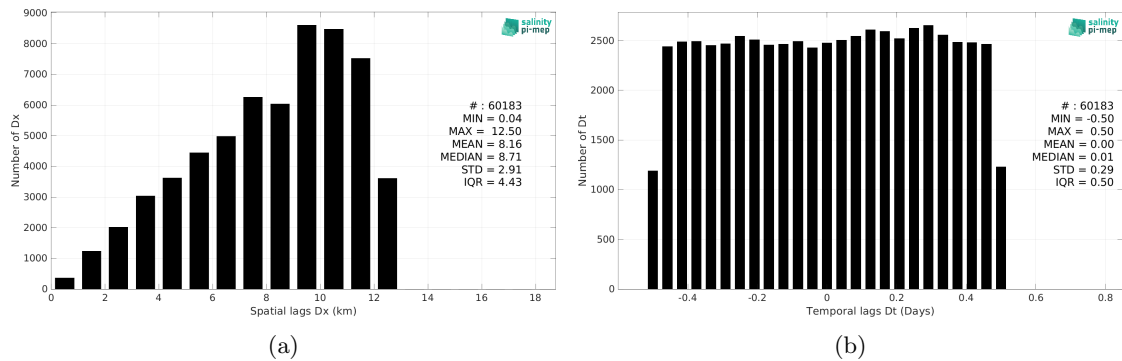 9000
8000
7000
6000
5000
4000
3000
2000
1000
0
Number of Dx
0 2 4 6 8 10 12 14 16 18
Spatial lags Dx (km)
salinity
pi-mep
# : 60183
MIN = 0.04
MAX = 12.50
MEAN = 8.16
MEDIAN = 8.71
STD = 2.91
IQR = 4.43
(a)
2500
2000
1500
1000
500
0
Number of Dt
-0.4 -0.2 0 0.2 0.4 0.6 0.8
Temporal lags Dt (Days)
salinity
pi-mep
# : 60183
MIN = -0.50
MAX = 0.50
MEAN = 0.00
MEDIAN = 0.01
STD = 0.29
IQR = 0.50
(b)